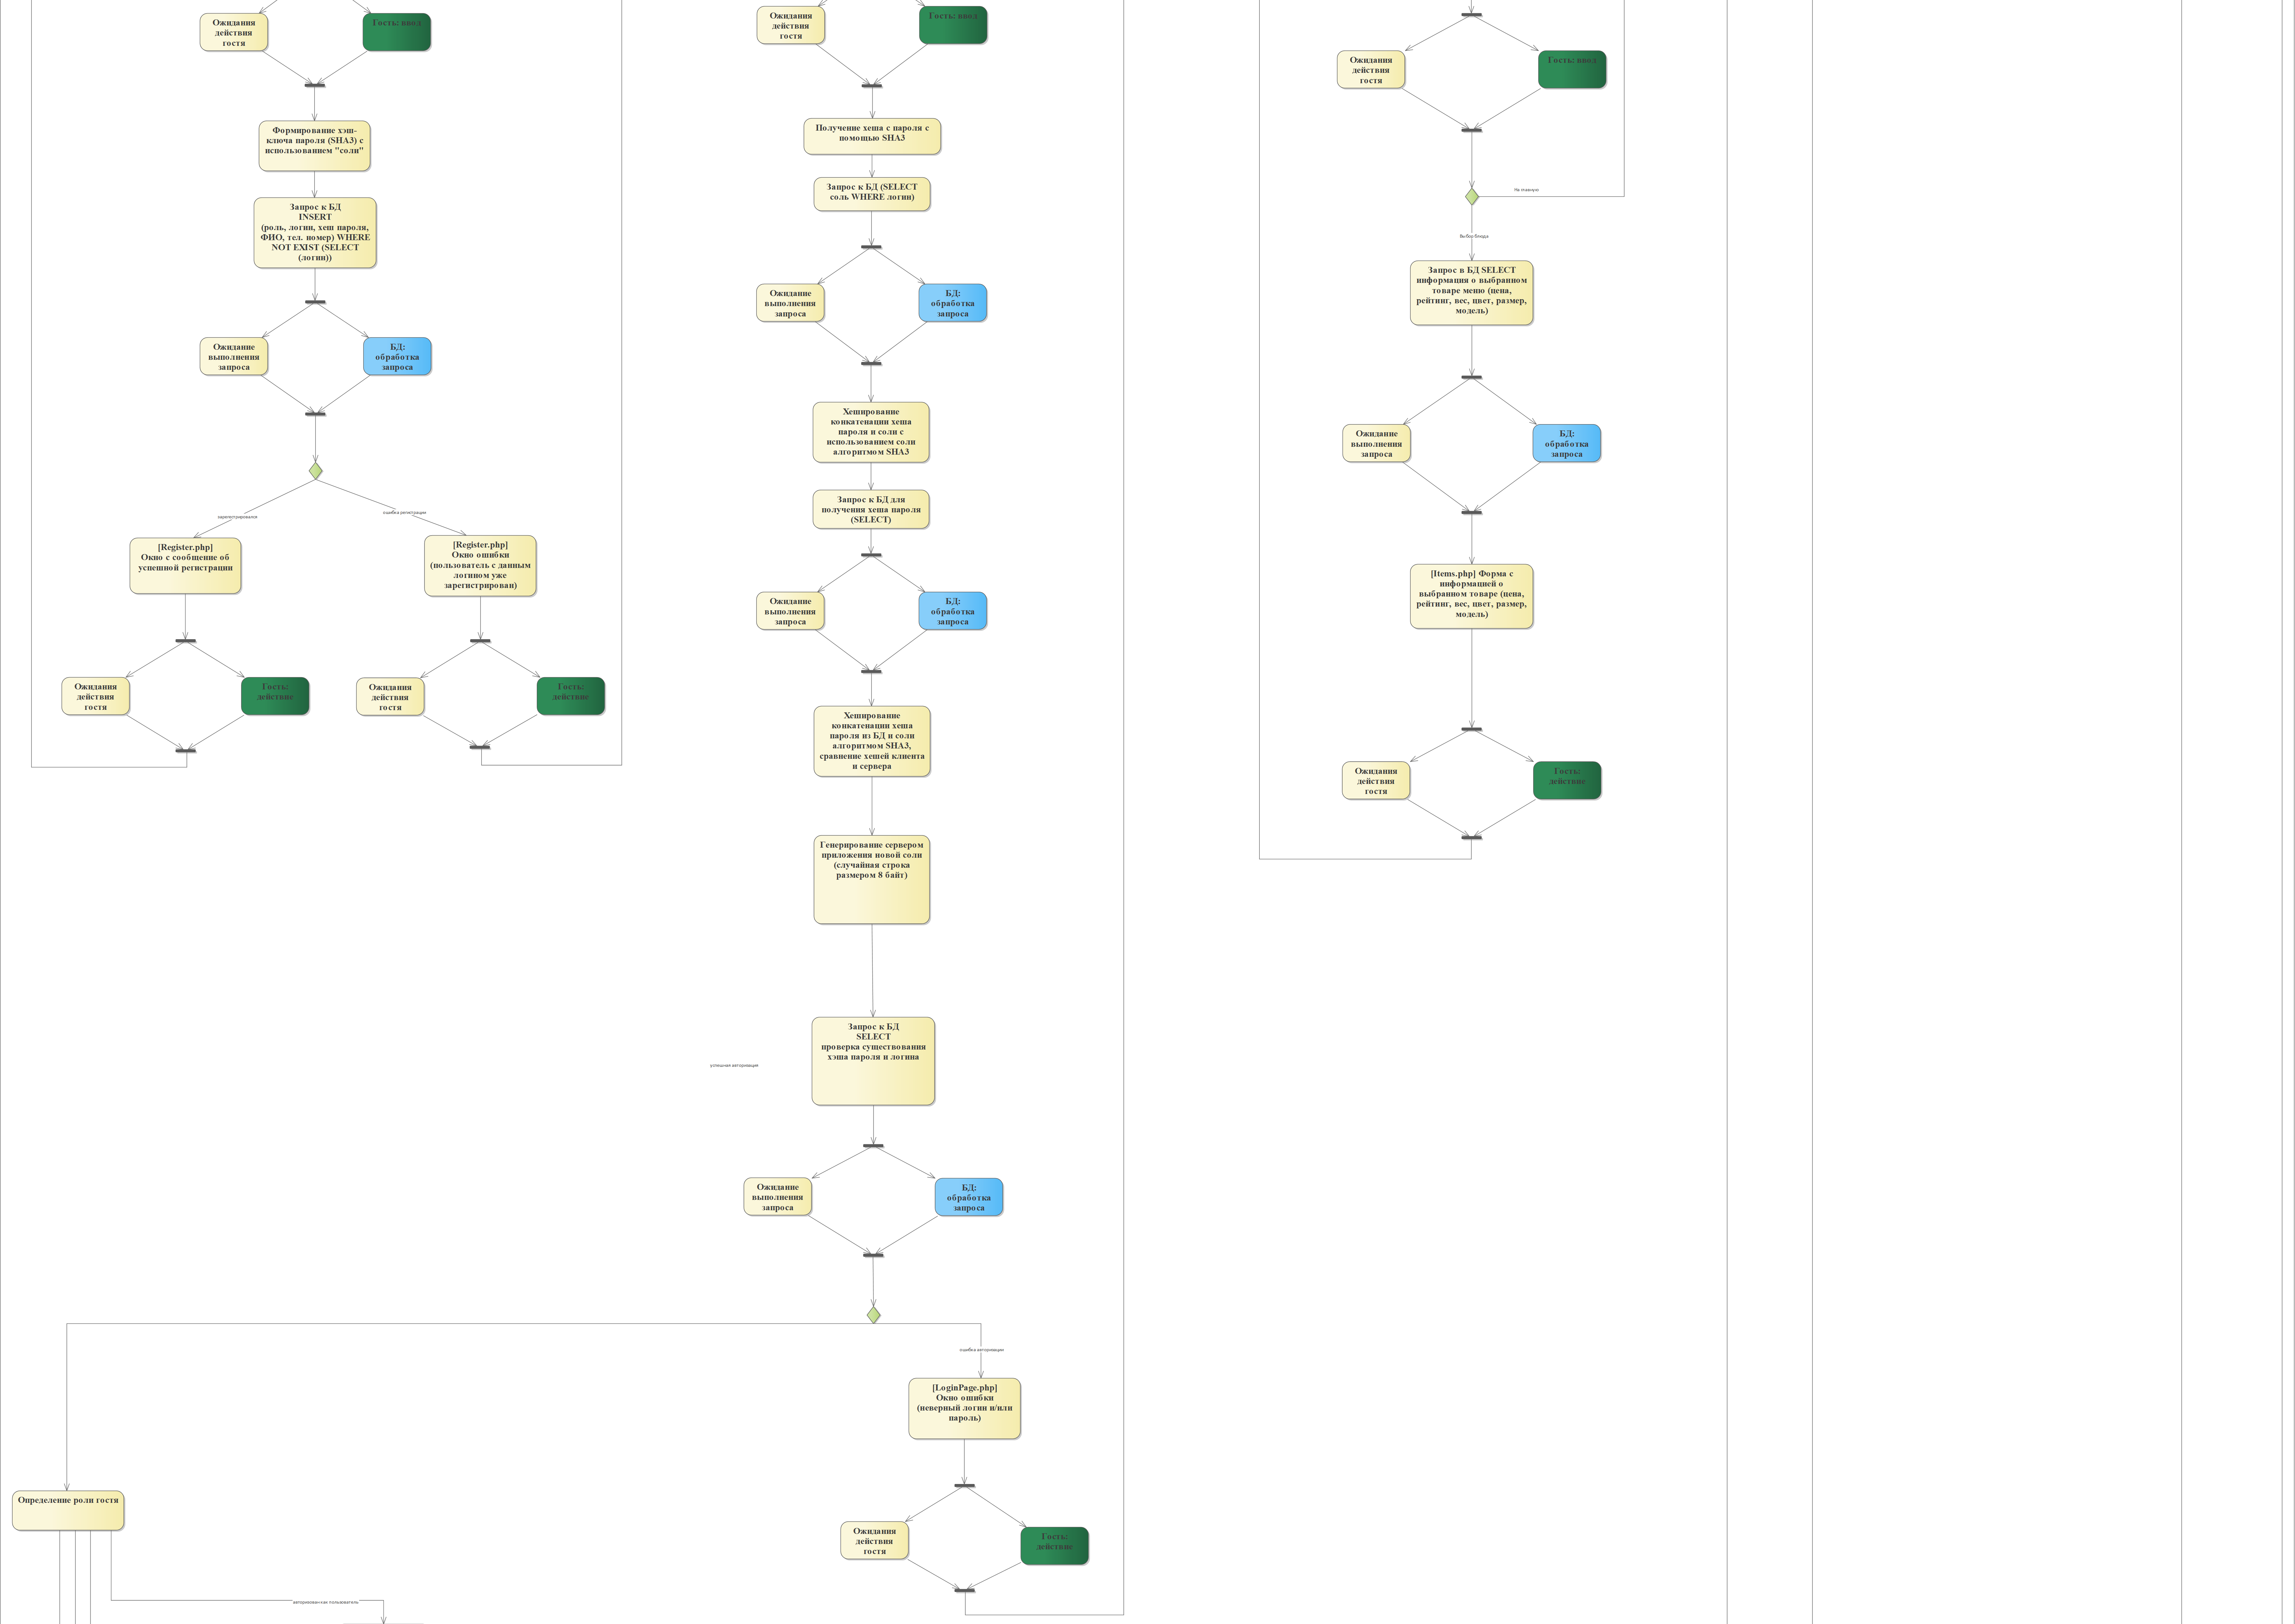 Ожидания
действия
гостя
Гость: ввод
Формирование хэш-
ключа пароля (SHA3) с
использованием "соли"
Запрос к БД
INSERT
(роль, логин, хеш пароля,
ФИО, тел. номер) WHERE
NOT EXIST (SELECT
(логин))
Ожидание
выполнения
запроса
БД:
обработка
запроса
зарегистрировался
ошибка регистрации
[Register.php]
Окно с сообщение об
успешной регистрации
[Register.php]
Окно ошибки
(пользователь с данным
логином уже
зарегистрирован)
Ожидания
действия
гостя
Гость:
действие
Ожидания
действия
гостя
Гость:
действие
Ожидания
действия
гостя
Гость: ввод
Получение хеша с пароля с
помощью SHA3
Запрос к БД (SELECT
соль WHERE логин)
Ожидание
выполнения
запроса
БД:
обработка
запроса
Хеширование
конкатенации хеша
пароля и соли с
использованием соли
алгоритмом SHA3
Запрос к БД для
получения хеша пароля
(SELECT)
Ожидание
выполнения
запроса
БД:
обработка
запроса
Хеширование
конкатенации хеша
пароля из БД и соли
алгоритмом SHA3,
сравнение хешей клиента
и сервера
Генерирование сервером
приложения новой соли
(случайная строка
размером 8 байт)
Запрос к БД
SELECT
проверка существования
хэша пароля и логина
успешная авторизация
Ожидание
выполнения
запроса
БД:
обработка
запроса
ошибка авторизации
[LoginPage.php]
Окно ошибки
(неверный логин и/или
пароль)
Ожидания
действия
гостя
Гость:
действие
Определение роли гостя
авторизован как пользователь
Ожидания
действия
гостя
Гость: ввод
На главную
Выбор блюда
Запрос в БД SELECT
информация о выбранном
товаре меню (цена,
рейтинг, вес, цвет, размер,
модель)
Ожидание
выполнения
запроса
БД:
обработка
запроса
[Items.php] Форма с
информацией о
выбранном товаре (цена,
рейтинг, вес, цвет, размер,
модель)
Ожидания
действия
гостя
Гость:
действие